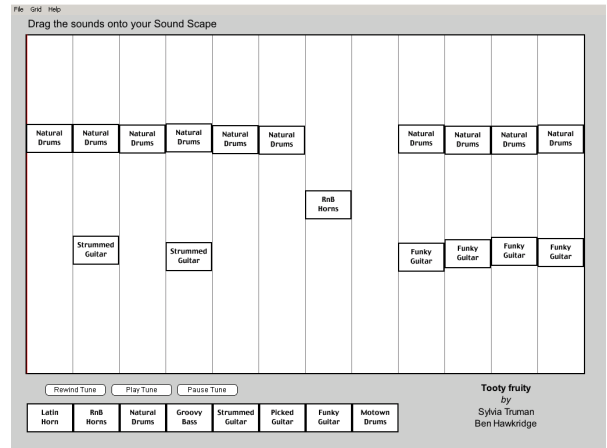 File Grid Help
Drag the sounds onto your Sound Scape
Natural Drums
Natural Drums
Natural Drums
Natural Drums
Natural Drums
Natural Drums
Natural Drums
Natural Drums
Natural Drums
Natural Drums
RnB Horns
Strummed Guitar
Strummed Guitar
Funky Guitar
Funky Guitar
Funky Guitar
Funky Guitar
Rewind Tune Play Tune Pause Tune
Latin Horn
RnB Horns
Natural Drums
Groovy Bass
Strummed Guitar
Picked Guitar
Funky Guitar
Motown Drums
Tooty fruity
by
Sylvia Truman
Ben Hawkridge